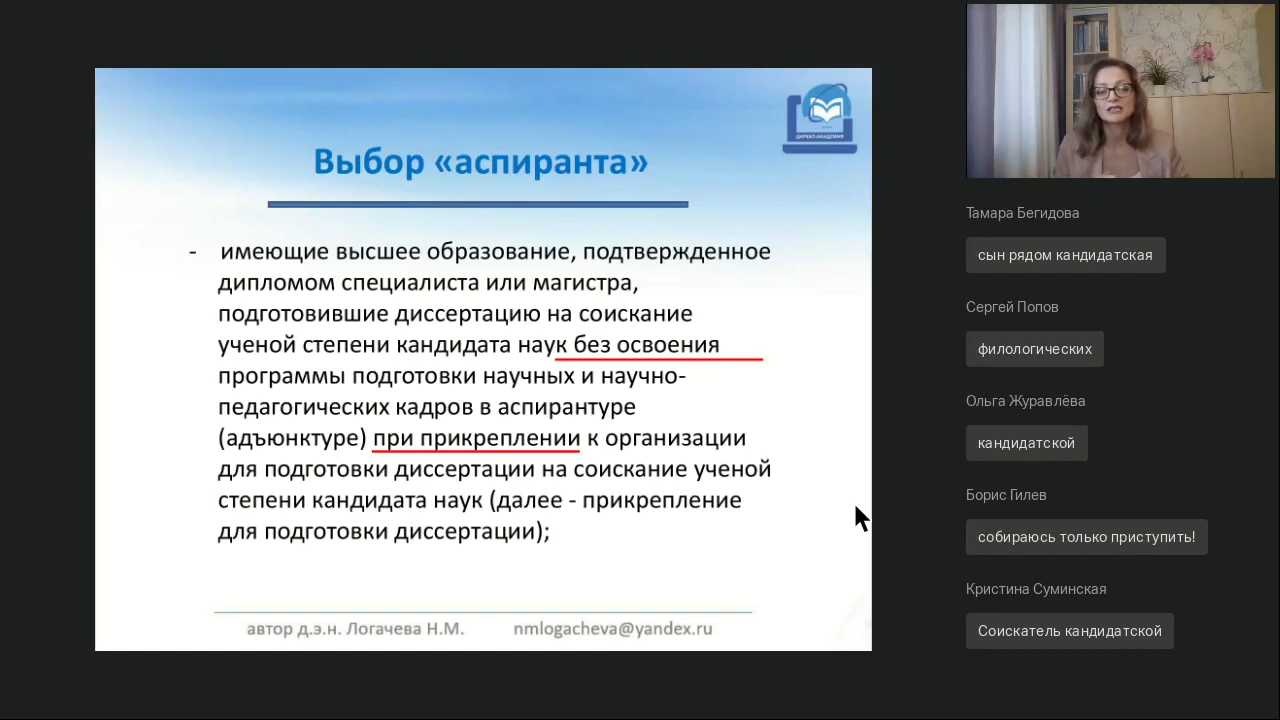 ДИРЕКТ-АКАДЕМИЯ
Выбор «аспиранта»
- имеющие высшее образование, подтвержденное
дипломом специалиста или магистра,
подготовившие диссертацию на соискание
ученой степени кандидата наук без освоения
программы подготовки научных и научно-
педагогических кадров в аспирантуре
(адъюнктуре) при прикреплении к организации
для подготовки диссертации на соискание ученой
степени кандидата наук (далее - прикрепление
для подготовки диссертации);
автор д.э.н. Логачева Н.М. nmlogacheva@yandex.ru
Тамара Бегидова
сын рядом кандидатская
Сергей Попов
филологических
Ольга Журавлёва
кандидатской
Борис Гилев
собираюсь только приступить!
Кристина Суминская
Соискатель кандидатской